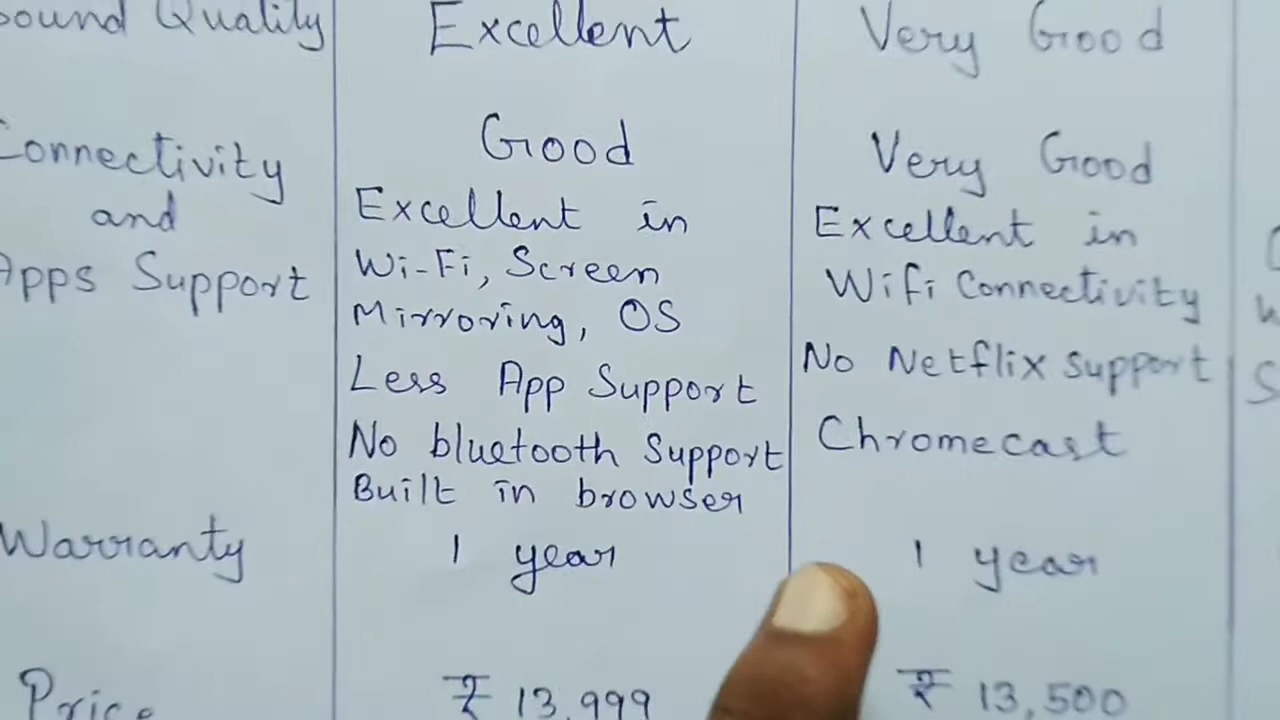 Sound Quality Excellent Very Good
Connectivity and Apps Support
Good
Excellent in
Wi-Fi, Screen
Mirroring, OS
Less App Support
No bluetooth Support
Built in browser
Very Good
Excellent in
Wifi Connectivity
No Netflix Support
Chromecast
Warranty 1 year 1 year
Price ₹ 13,999 ₹ 13,500